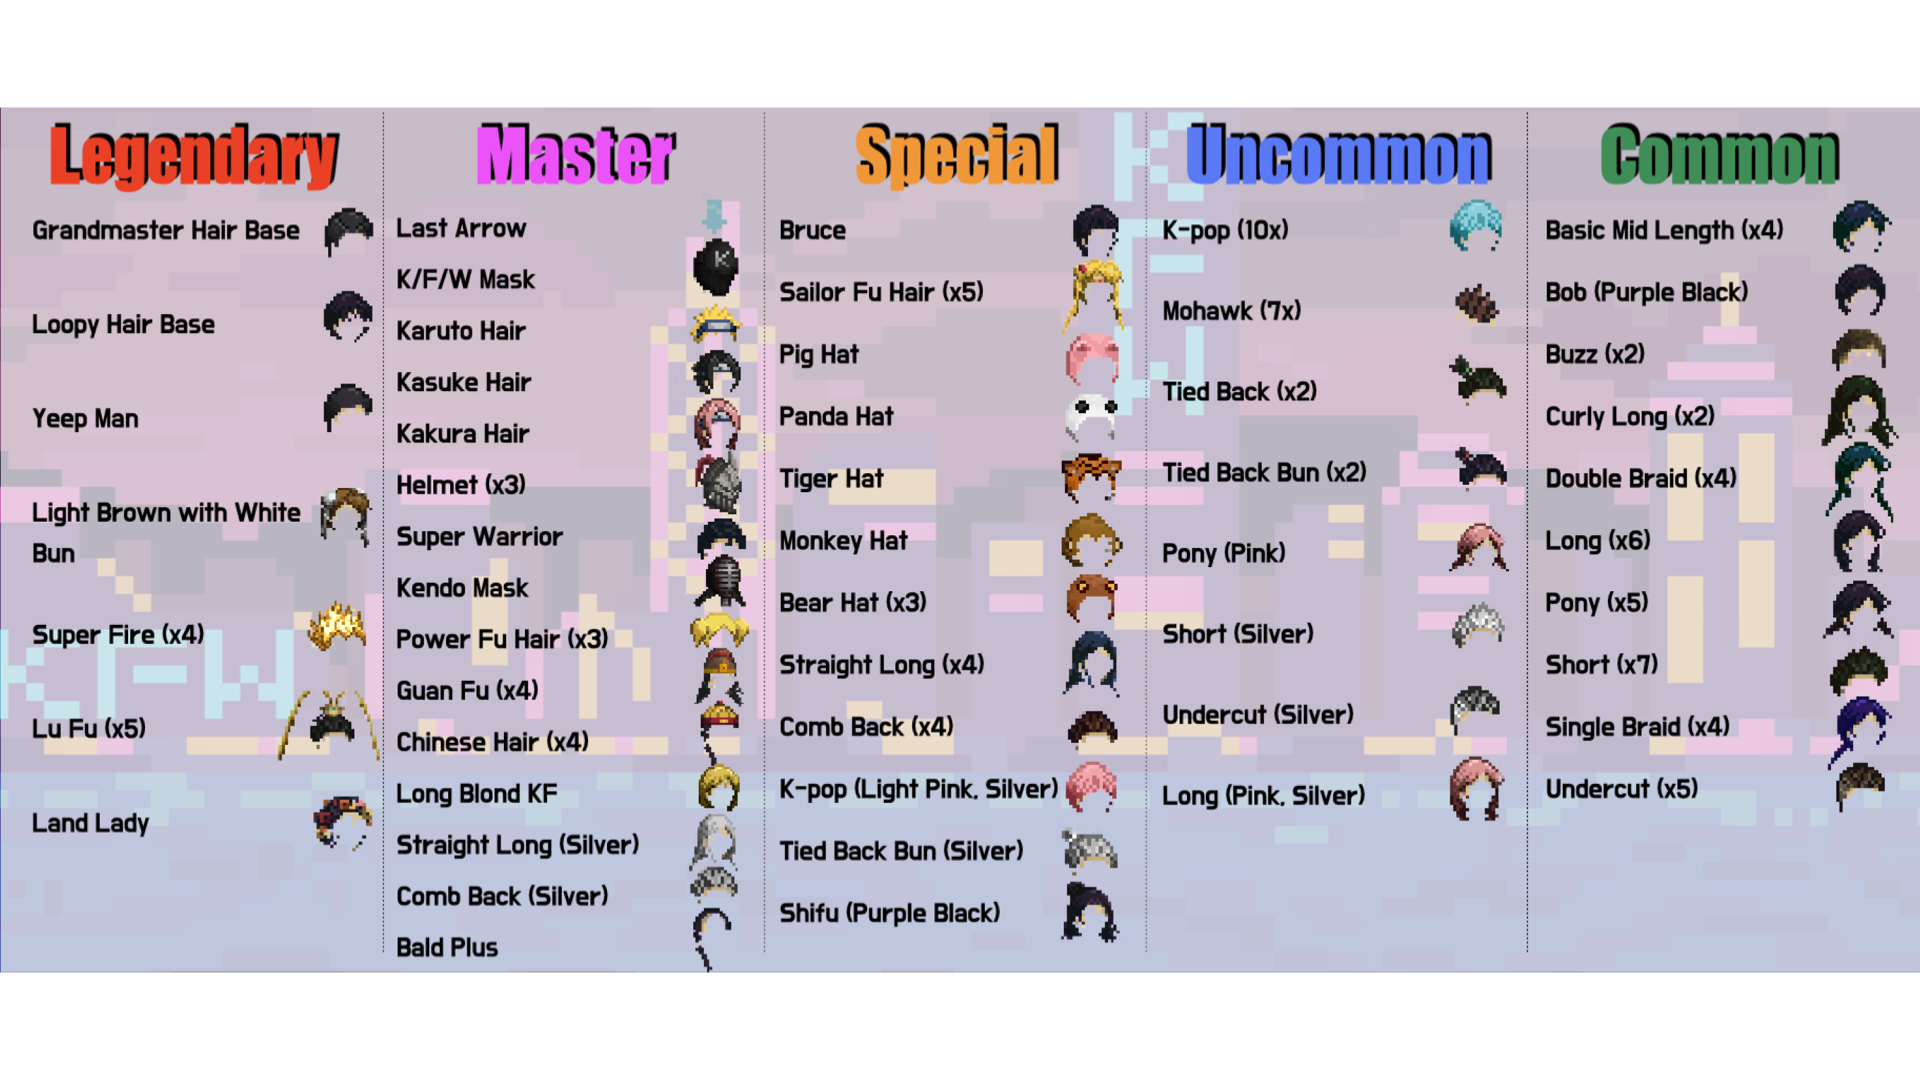 Legendary
Grandmaster Hair Base
Loopy Hair Base
Yeep Man
Light Brown with White
Bun
Super Fire (x4)
Lu Fu (x5)
Land Lady
Master
Last Arrow
K/F/W Mask
Karuto Hair
Kasuke Hair
Kakura Hair
Helmet (x3)
Super Warrior
Kendo Mask
Power Fu Hair (x3)
Guan Fu (x4)
Chinese Hair (x4)
Long Blond KF
Straight Long (Silver)
Comb Back (Silver)
Bald Plus
Special
Bruce
Sailor Fu Hair (x5)
Pig Hat
Panda Hat
Tiger Hat
Monkey Hat
Bear Hat (x3)
Straight Long (x4)
Comb Back (x4)
K-pop (Light Pink, Silver)
Tied Back Bun (Silver)
Shifu (Purple Black)
Uncommon
K-pop (10x)
Mohawk (7x)
Tied Back (x2)
Tied Back Bun (x2)
Pony (Pink)
Short (Silver)
Undercut (Silver)
Long (Pink, Silver)
Common
Basic Mid Length (x4)
Bob (Purple Black)
Buzz (x2)
Curly Long (x2)
Double Braid (x4)
Long (x6)
Pony (x5)
Short (x7)
Single Braid (x4)
Undercut (x5)